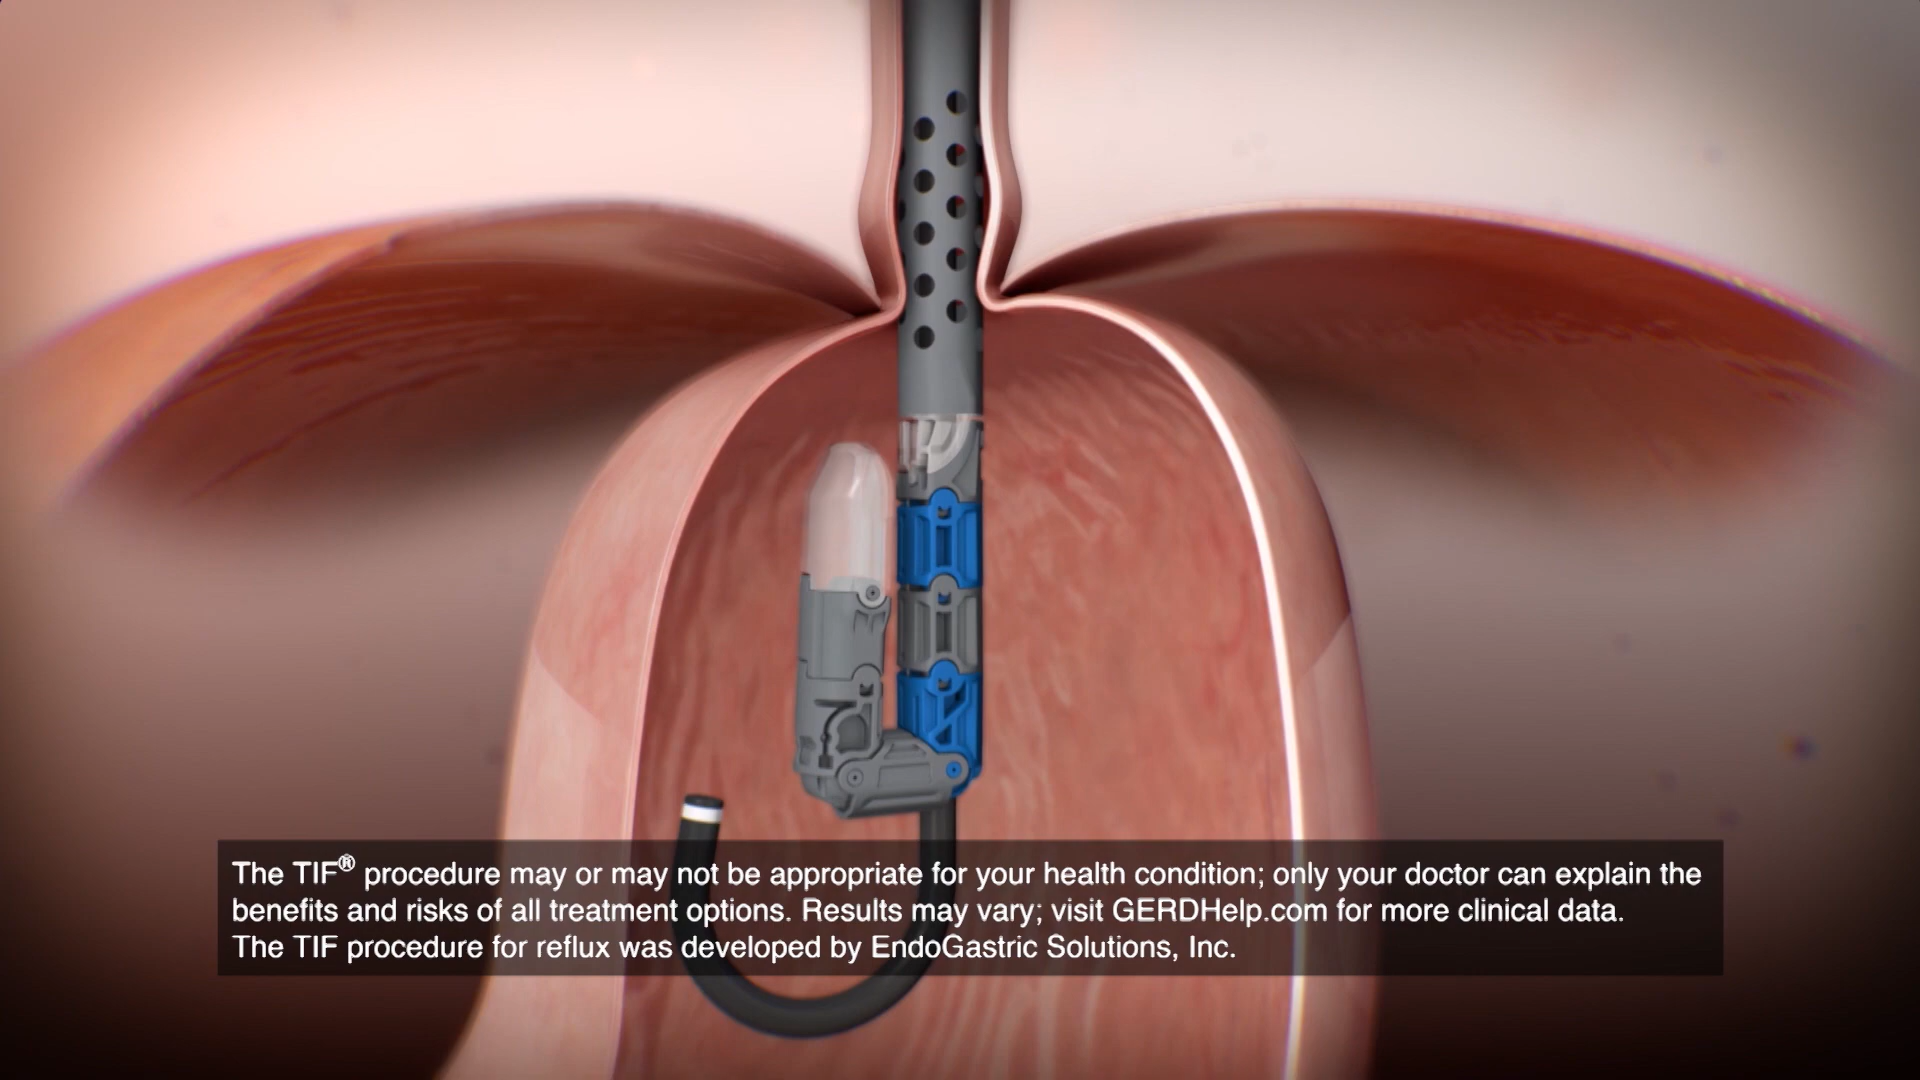 The TIF® procedure may or may not be appropriate for your health condition; only your doctor can explain the
benefits and risks of all treatment options. Results may vary; visit GERDHelp.com for more clinical data.
The TIF procedure for reflux was developed by EndoGastric Solutions, Inc.